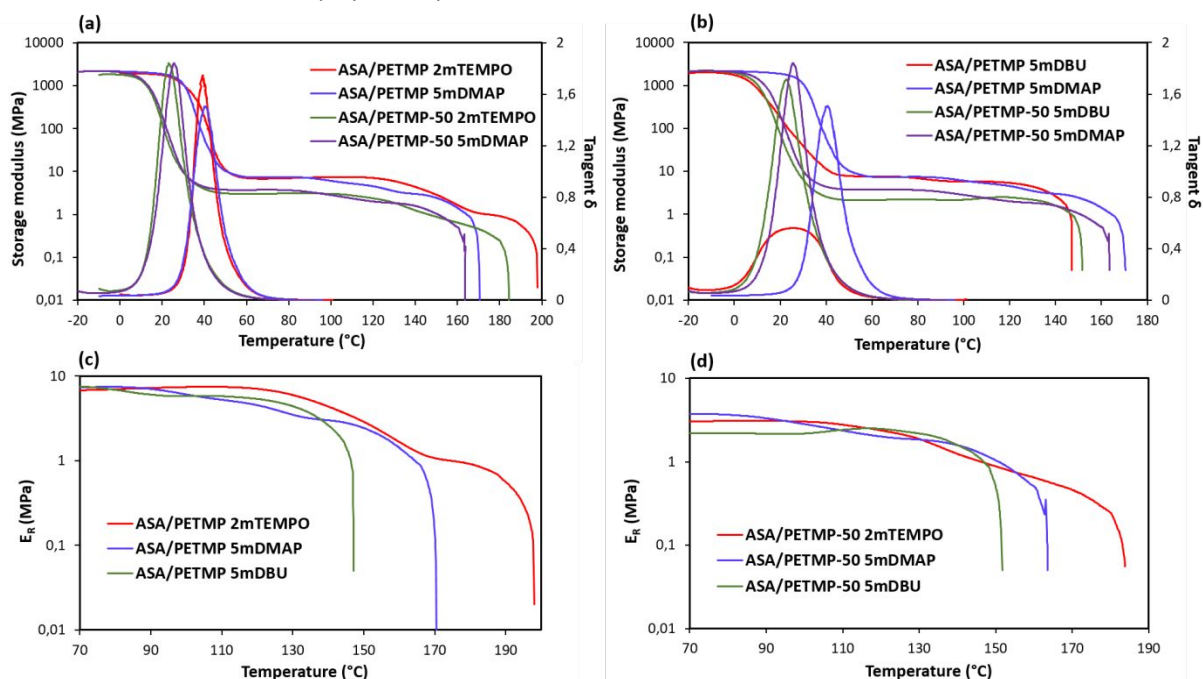 (a)
10000
1000
100
10
1
0,1
0,01
Storage modulus (MPa)
2
1,6
1,2
0,8
0,4
0
Tangent δ
-20 0 20 40 60 80 100 120 140 160 180 200
Temperature (°C)
ASA/PETMP 2mTEMPO
ASA/PETMP 5mDMAP
ASA/PETMP-50 2mTEMPO
ASA/PETMP-50 5mDMAP
(b)
10000
1000
100
10
1
0,1
0,01
Storage modulus (MPa)
2
1,6
1,2
0,8
0,4
0
Tangent δ
-20 0 20 40 60 80 100 120 140 160 180
Temperature (°C)
ASA/PETMP 5mDBU
ASA/PETMP 5mDMAP
ASA/PETMP-50 5mDBU
ASA/PETMP-50 5mDMAP
(c)
10
1
0,1
0,01
E_R (MPa)
70 90 110 130 150 170 190
Temperature (°C)
ASA/PETMP 2mTEMPO
ASA/PETMP 5mDMAP
ASA/PETMP 5mDBU
(d)
10
1
0,1
0,01
E_R (MPa)
70 90 110 130 150 170 190
Temperature (°C)
ASA/PETMP-50 2mTEMPO
ASA/PETMP-50 5mDMAP
ASA/PETMP-50 5mDBU